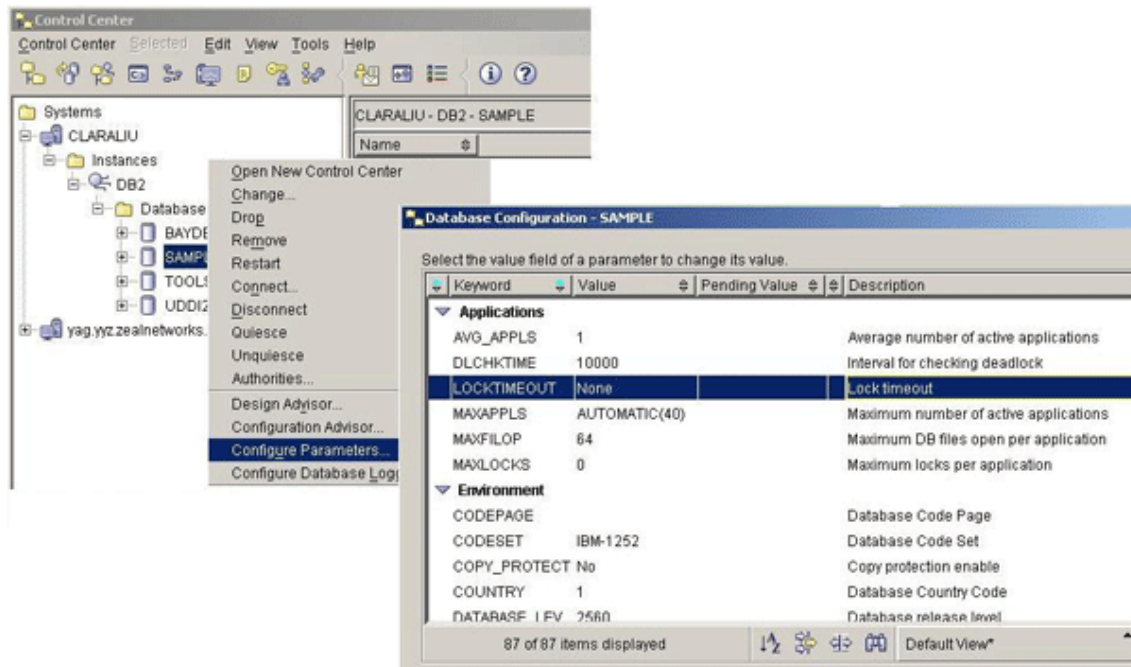 Control Center
Control Center Selected Edit View Tools Help
Systems
CLARALIU
Instances
DB2
Database
BAYDE
SAMPL
TOOLS
UDDI2
yag.yyz.zealnetworks.
CLARALIU - DB2 - SAMPLE
Name
Open New Control Center
Change...
Drop
Remove
Restart
Connect...
Disconnect
Quiesce
Unquiesce
Authorities...
Design Advisor...
Configuration Advisor...
Configure Parameters...
Configure Database Logg
Database Configuration - SAMPLE
Select the value field of a parameter to change its value.
Keyword Value Pending Value Description
Applications
AVG_APPLS 1 Average number of active applications
DLCHKTIME 10000 Interval for checking deadlock
LOCKTIMEOUT None Lock timeout
MAXAPPLS AUTOMATIC(40) Maximum number of active applications
MAXFILOP 64 Maximum DB files open per application
MAXLOCKS 0 Maximum locks per application
Environment
CODEPAGE Database Code Page
CODESET IBM-1252 Database Code Set
COPY_PROTECT No Copy protection enable
COUNTRY 1 Database Country Code
DATABASE_LEV 2560 Database release level
87 of 87 items displayed Default View*